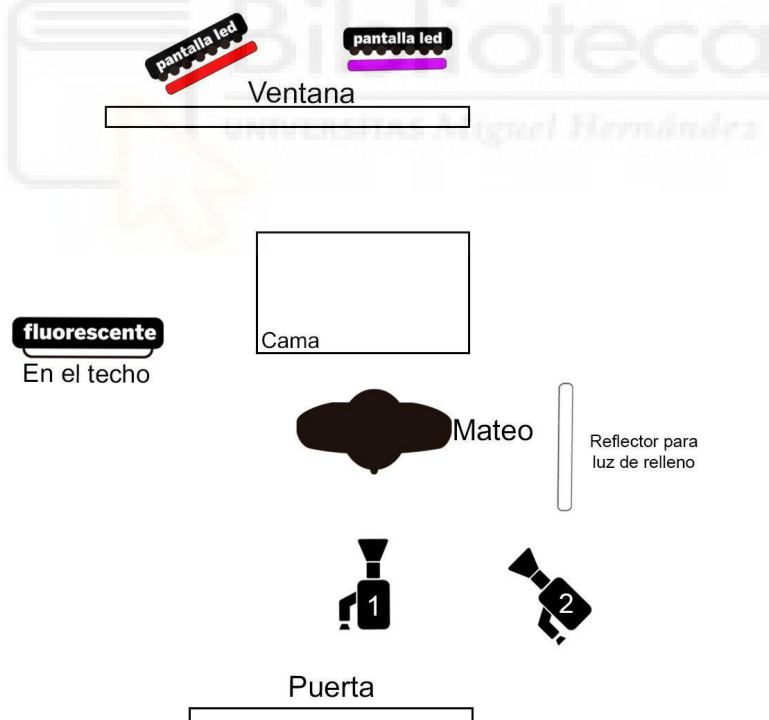 Biblioteca
UNIVERSITAS Miguel Hernández
pantalla led
pantalla led
Ventana
Cama
fluorescente
En el techo
Mateo
Reflector para
luz de relleno
1
2
Puerta